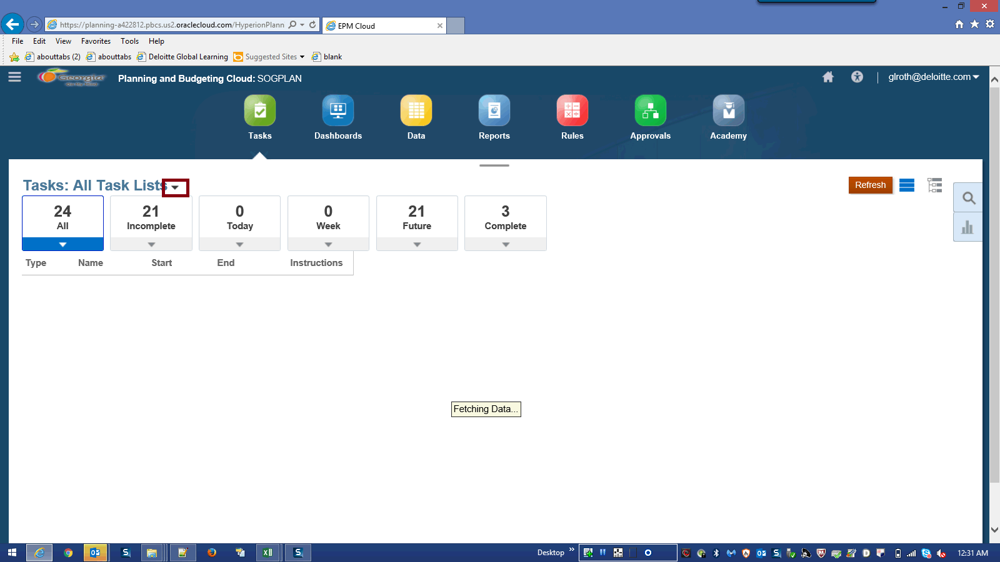 https://planning-a422812.pbcs.us2.oraclecloud.com/HyperionPlann
EPM Cloud
File Edit View Favorites Tools Help
abouttabs (2) abouttabs Deloitte Global Learning Suggested Sites blank
Georgia
Planning and Budgeting Cloud: SOGPLAN
glroth@deloitte.com
Tasks Dashboards Data Reports Rules Approvals Academy
Tasks: All Task Lists
Refresh
24 21 0 0 21 3
All Incomplete Today Week Future Complete
Type Name Start End Instructions
Fetching Data...
Desktop
12:31 AM